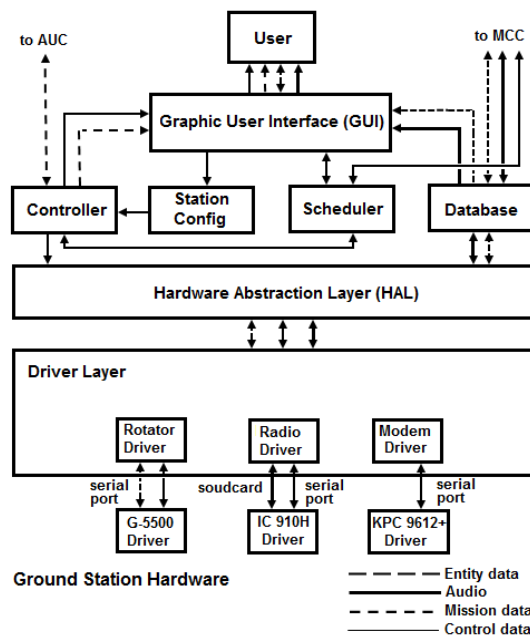 to AUC
User
to MCC
Graphic User Interface (GUI)
Controller
Station
Config
Scheduler
Database
Hardware Abstraction Layer (HAL)
Driver Layer
Rotator
Driver
Radio
Driver
Modem
Driver
serial
port
soudcard
serial
port
serial
port
G-5500
Driver
IC 910H
Driver
KPC 9612+
Driver
Ground Station Hardware
Entity data
Audio
Mission data
Control data